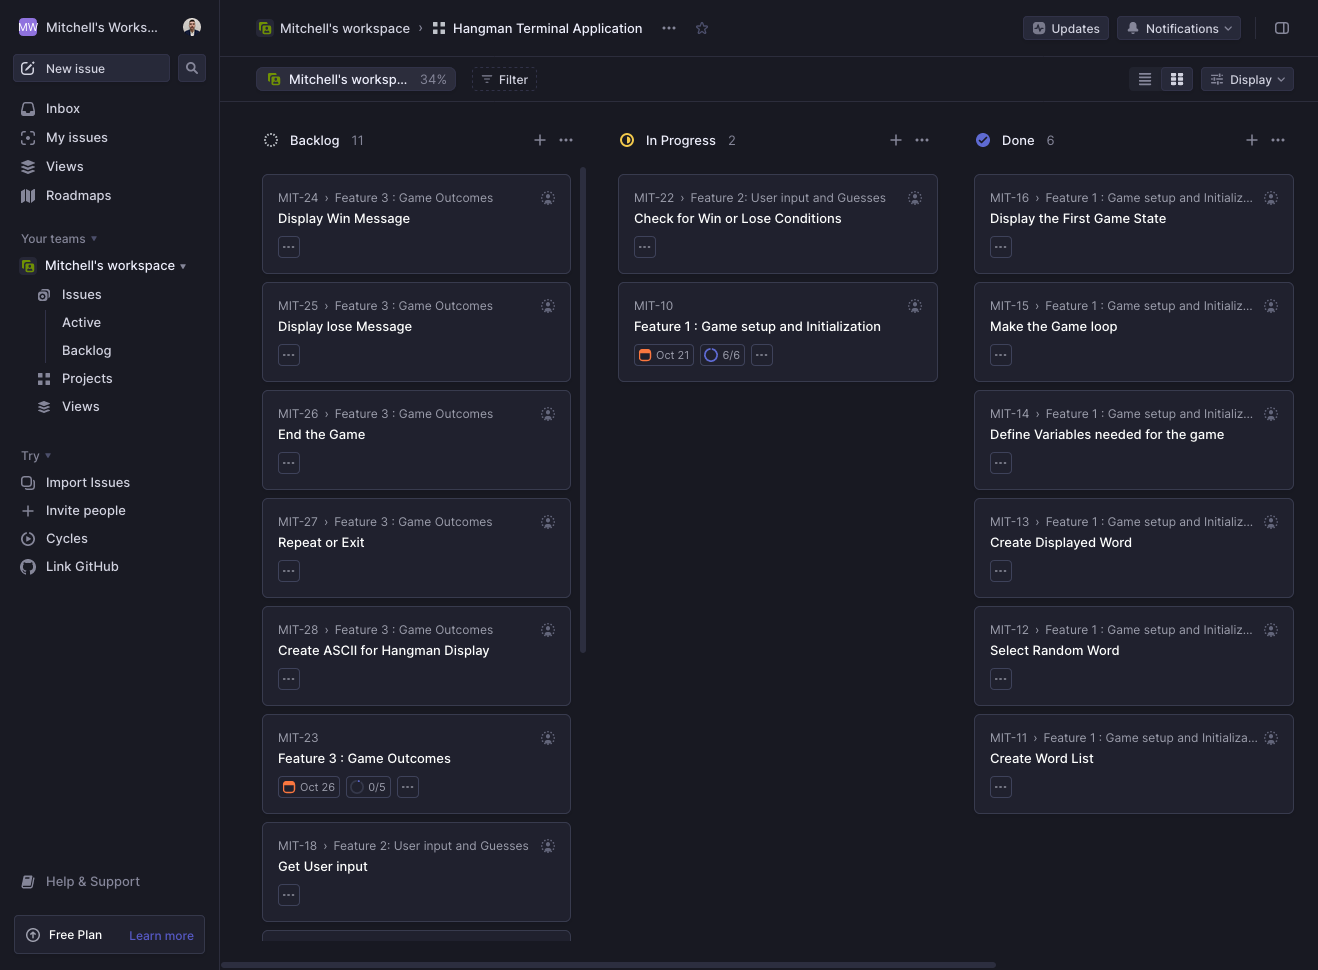 MW Mitchell's Works...
New issue
Inbox
My issues
Views
Roadmaps
Your teams
Mitchell's workspace
Issues
Active
Backlog
Projects
Views
Try
Import Issues
Invite people
Cycles
Link GitHub
Help & Support
Free Plan Learn more
Mitchell's workspace › Hangman Terminal Application
Updates Notifications
Mitchell's worksp... 34% Filter
Display
Backlog 11
MIT-24 › Feature 3 : Game Outcomes
Display Win Message
MIT-25 › Feature 3 : Game Outcomes
Display lose Message
MIT-26 › Feature 3 : Game Outcomes
End the Game
MIT-27 › Feature 3 : Game Outcomes
Repeat or Exit
MIT-28 › Feature 3 : Game Outcomes
Create ASCII for Hangman Display
MIT-23
Feature 3 : Game Outcomes
Oct 26 0/5
MIT-18 › Feature 2: User input and Guesses
Get User input
In Progress 2
MIT-22 › Feature 2: User input and Guesses
Check for Win or Lose Conditions
MIT-10
Feature 1 : Game setup and Initialization
Oct 21 6/6
Done 6
MIT-16 › Feature 1 : Game setup and Initializ...
Display the First Game State
MIT-15 › Feature 1 : Game setup and Initializ...
Make the Game loop
MIT-14 › Feature 1 : Game setup and Initializ...
Define Variables needed for the game
MIT-13 › Feature 1 : Game setup and Initializ...
Create Displayed Word
MIT-12 › Feature 1 : Game setup and Initializ...
Select Random Word
MIT-11 › Feature 1 : Game setup and Initializa...
Create Word List